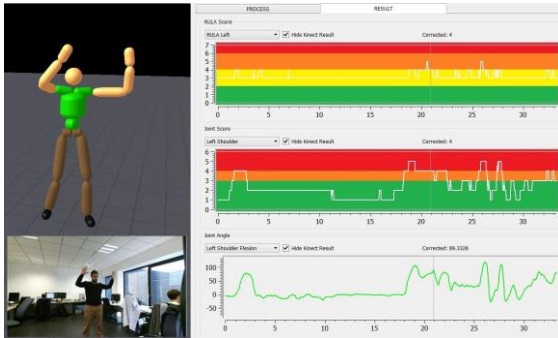 PROCESS
RESULT
RULA Score
RULA Left
Hide Kinect Result
Corrected: 4
7
6
5
4
3
2
1
0
0 5 10 15 20 25 30
Joint Score
Left Shoulder
Hide Kinect Result
Corrected: 4
6
5
4
3
2
1
0
0 5 10 15 20 25 30
Joint Angle
Left Shoulder Flexion
Hide Kinect Result
Corrected: 99.3328
100
50
0
-50
0 5 10 15 20 25 30